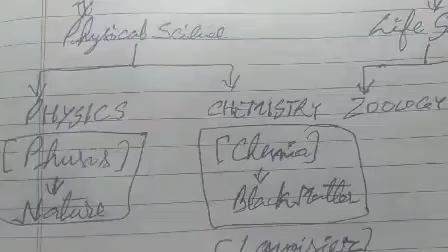 Physical Science
Life S
PHYSICS
CHEMISTRY
ZOOLOGY
[Phusis]
[Chemia]
Nature
Black Matter